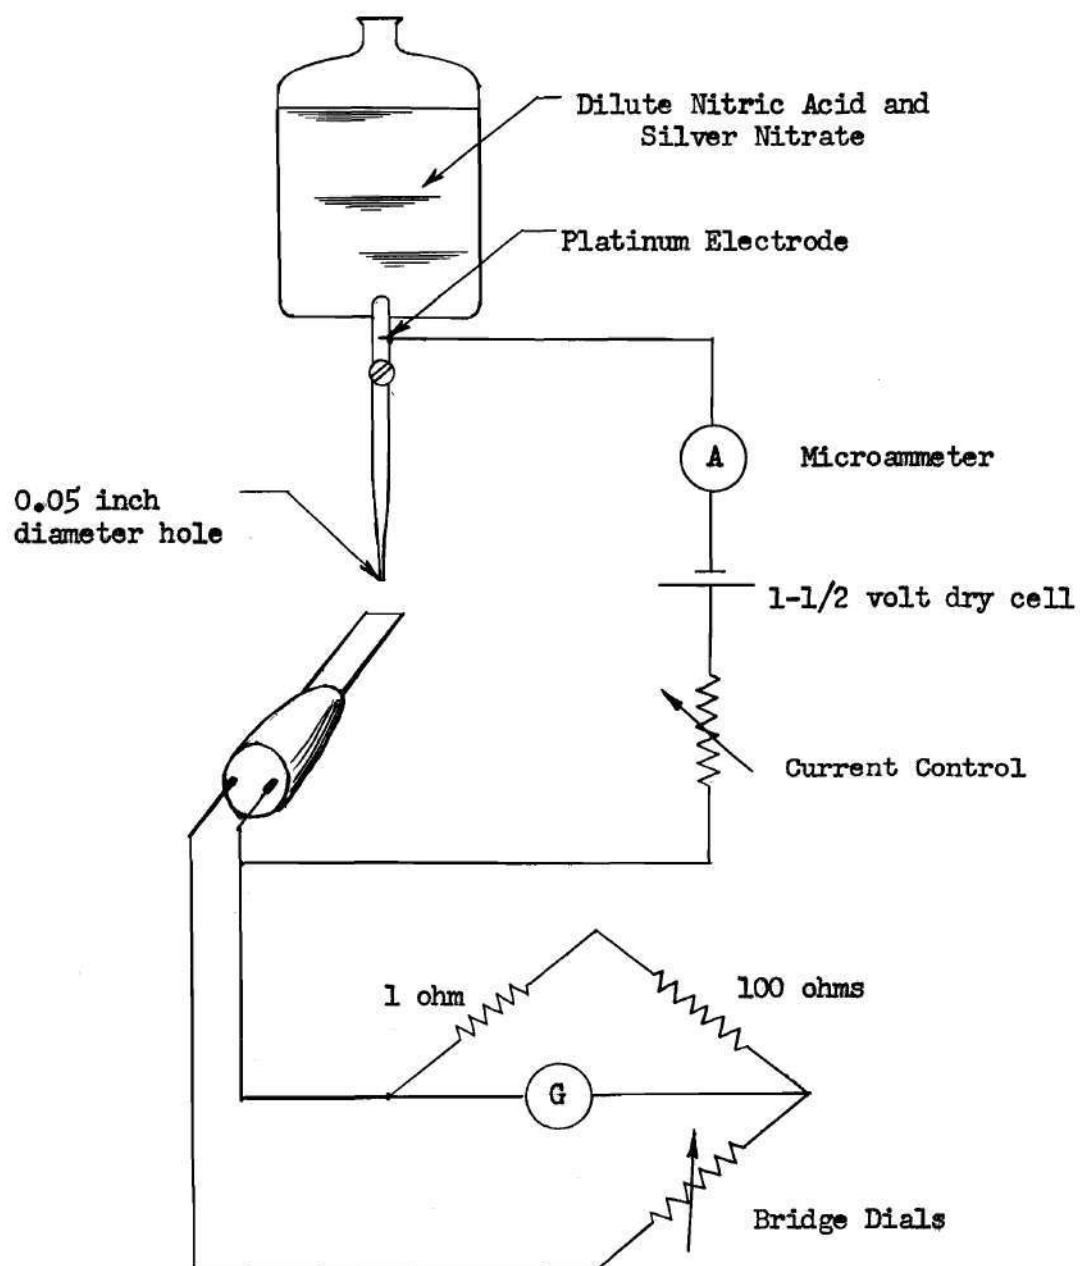 Dilute Nitric Acid and
Silver Nitrate
Platinum Electrode
A
Microammeter
0.05 inch
diameter hole
1-1/2 volt dry cell
Current Control
1 ohm
100 ohms
G
Bridge Dials